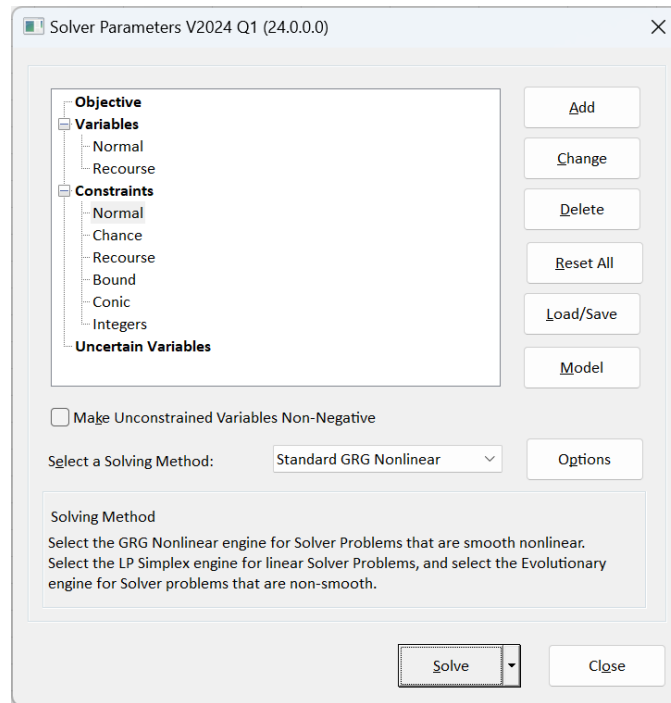 Solver Parameters V2024 Q1 (24.0.0.0)
Objective
Add
Variables
Normal
Change
Recourse
Constraints
Normal
Delete
Chance
Recourse
Reset All
Bound
Conic
Load/Save
Integers
Uncertain Variables
Model
Make Unconstrained Variables Non-Negative
Select a Solving Method:
Standard GRG Nonlinear
Options
Solving Method
Select the GRG Nonlinear engine for Solver Problems that are smooth nonlinear.
Select the LP Simplex engine for linear Solver Problems, and select the Evolutionary
engine for Solver problems that are non-smooth.
Solve
Close